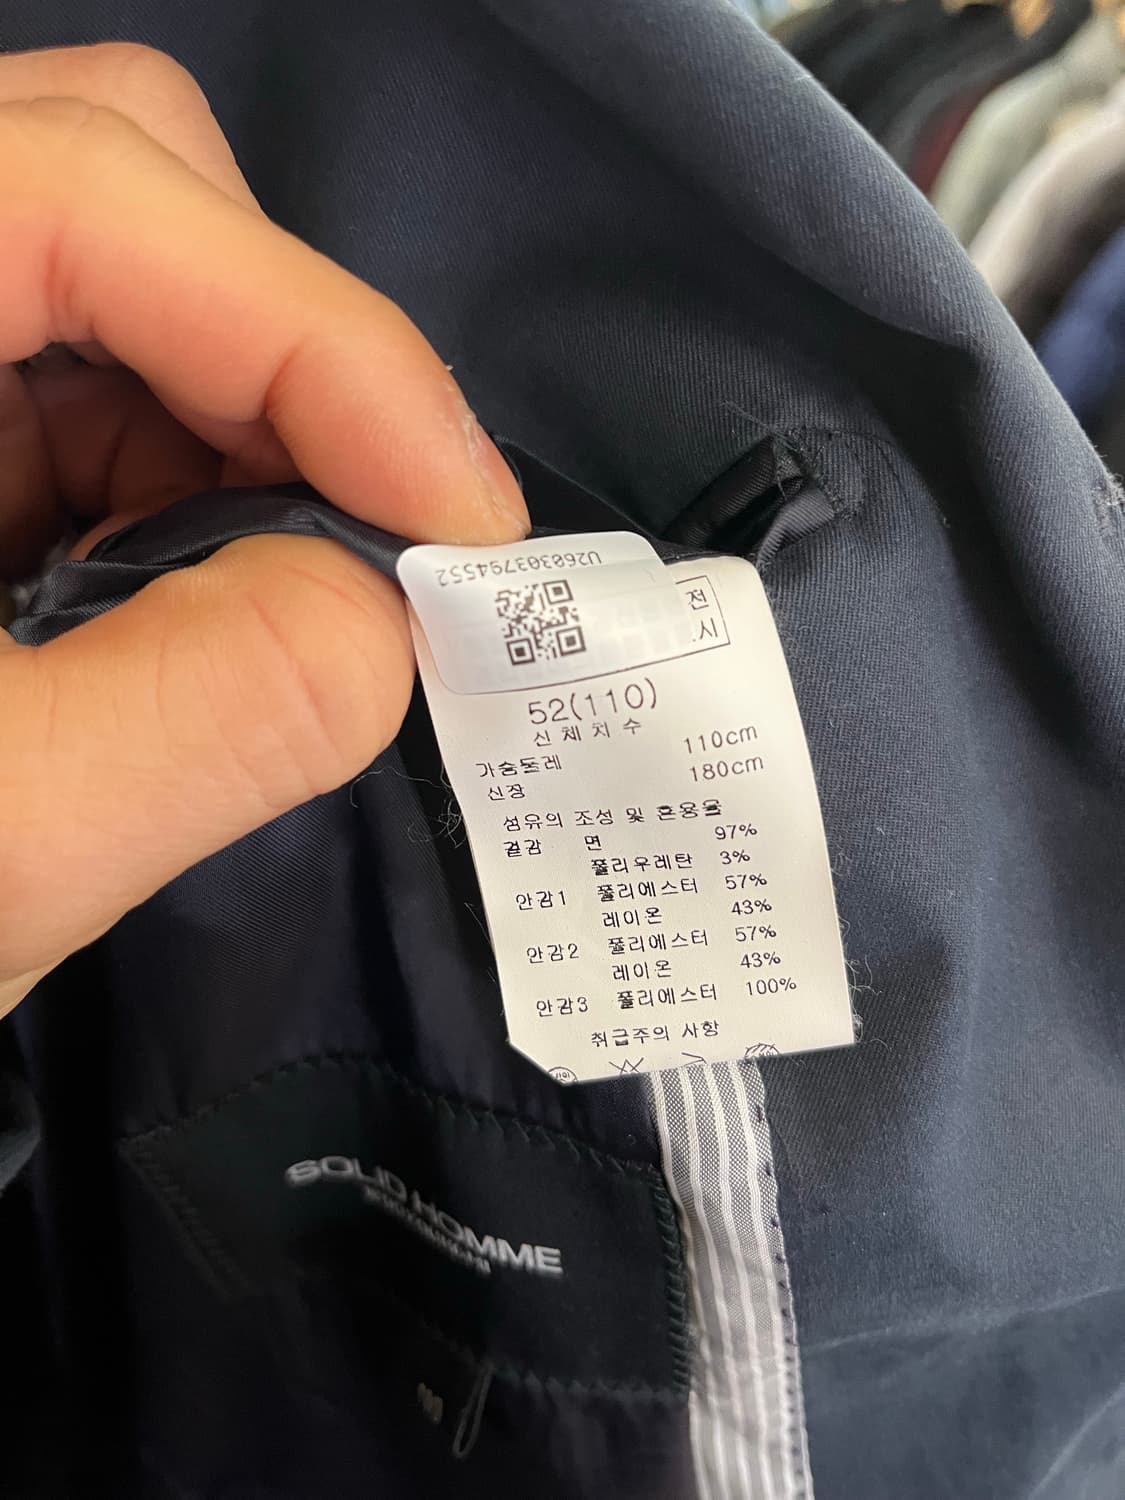 U260303794552
전
시
52(110)
신체치수
가슴둘레 110cm
신장 180cm
섬유의 조성 및 혼용율
겉감 면 97%
폴리우레탄 3%
안감1 폴리에스터 57%
레이온 43%
안감2 폴리에스터 57%
레이온 43%
안감3 폴리에스터 100%
취급주의 사항
SOLID HOMME